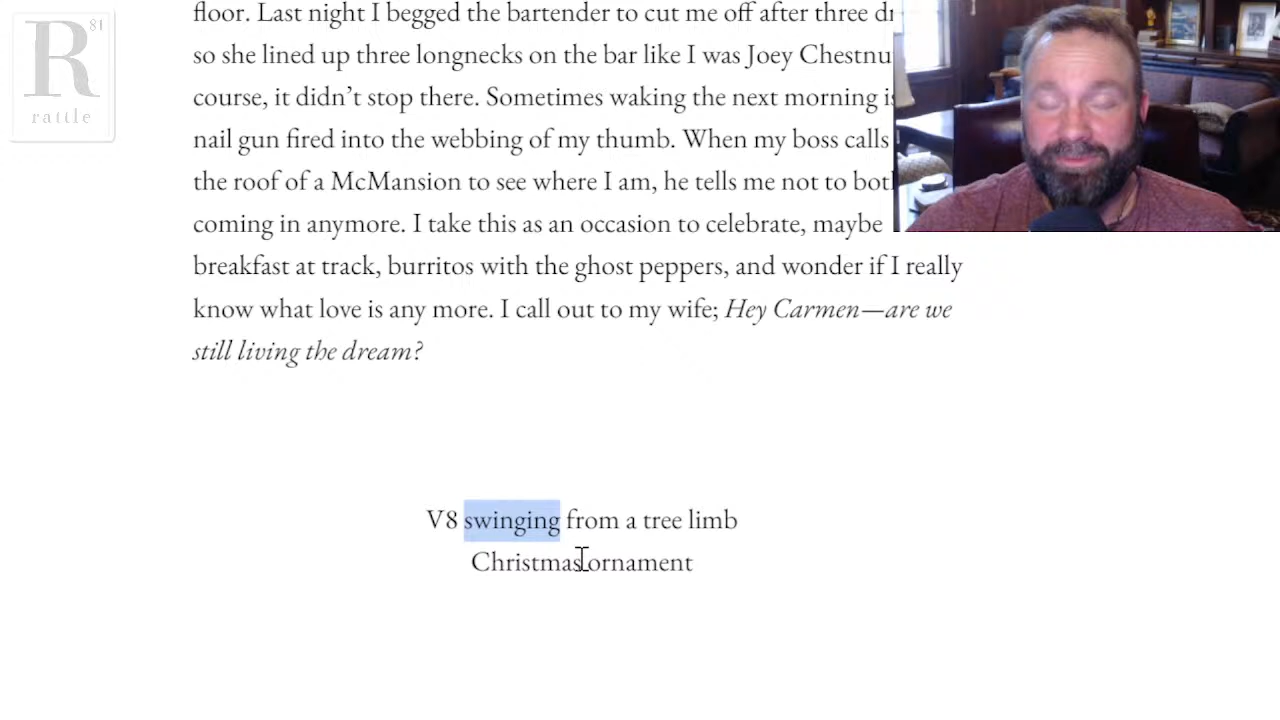 R
81
rattle
floor. Last night I begged the bartender to cut me off after three
so she lined up three longnecks on the bar like I was Joey
course, it didn’t stop there. Sometimes waking the next morning
nail gun fired into the webbing of my thumb. When my boss calls
the roof of a McMansion to see where I am, he tells me not to
coming in anymore. I take this as an occasion to celebrate, maybe
breakfast at track, burritos with the ghost peppers, and wonder if I really
know what love is any more. I call out to my wife; Hey Carmen—are we
still living the dream?
V8 swinging from a tree limb
Christmas ornament